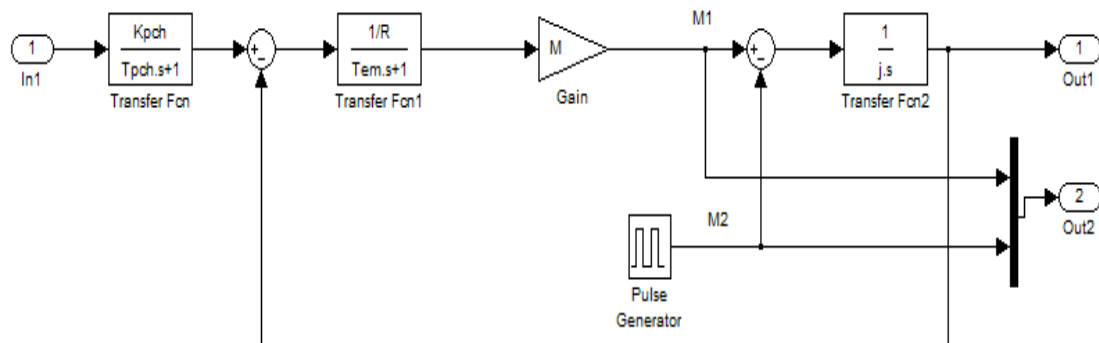 1
In1
Kpch
Tpch.s+1
Transfer Fcn
+
−
1/R
Tem.s+1
Transfer Fcn1
M
Gain
M1
+
−
1
j.s
Transfer Fcn2
1
Out1
M2
Pulse
Generator
2
Out2